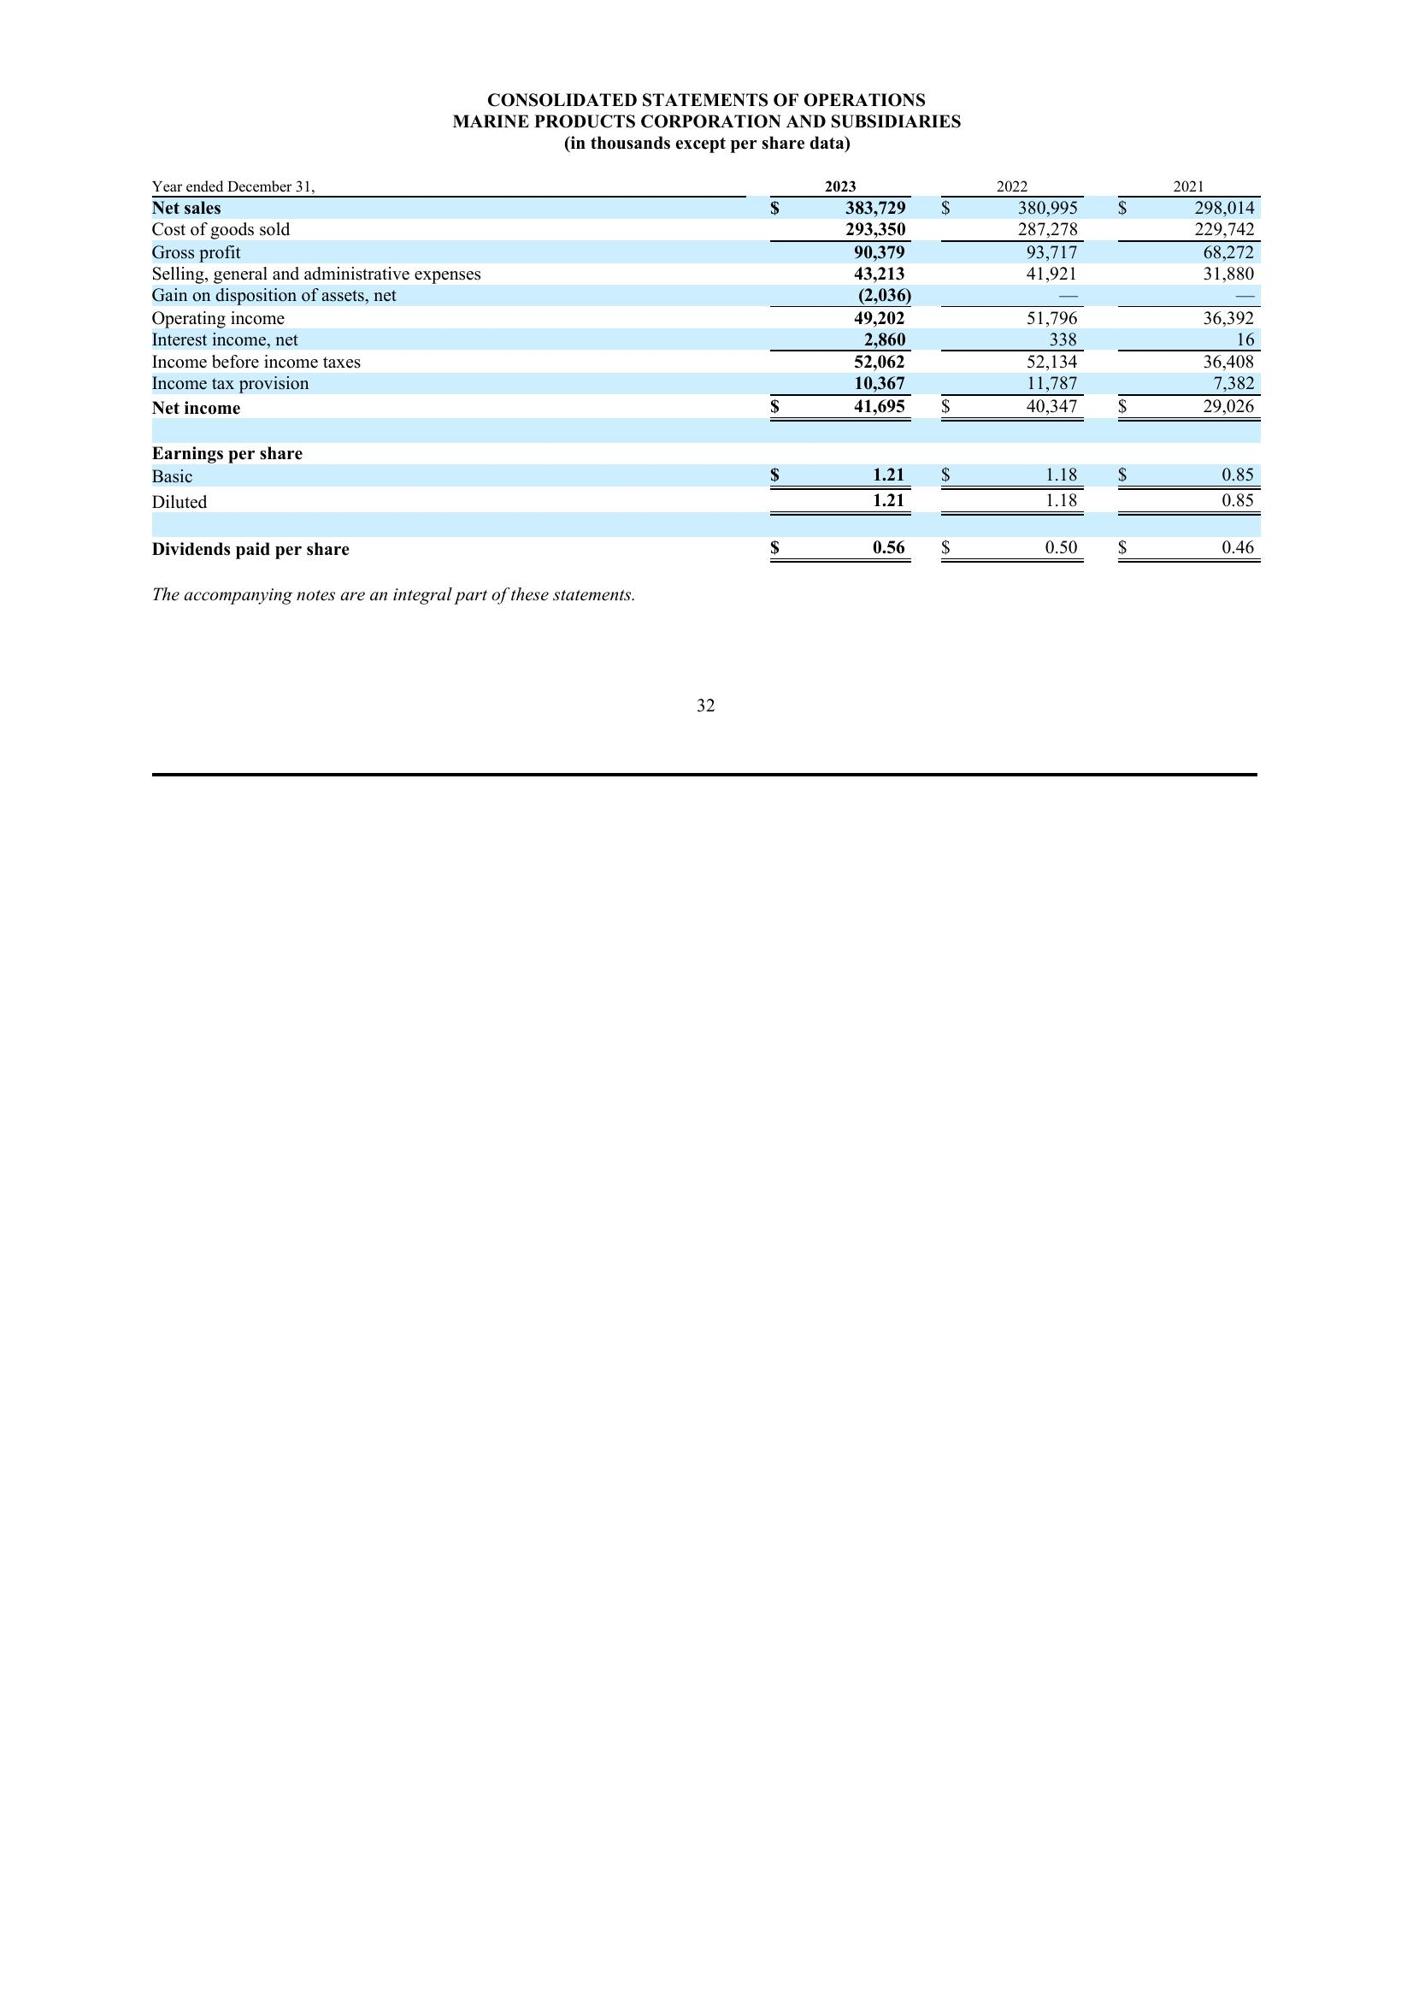 CONSOLIDATED STATEMENTS OF OPERATIONS
MARINE PRODUCTS CORPORATION AND SUBSIDIARIES
(in thousands except per share data)
Year ended December 31, 2023 2022 2021
Net sales $ 383,729 $ 380,995 $ 298,014
Cost of goods sold 293,350 287,278 229,742
Gross profit 90,379 93,717 68,272
Selling, general and administrative expenses 43,213 41,921 31,880
Gain on disposition of assets, net (2,036) — —
Operating income 49,202 51,796 36,392
Interest income, net 2,860 338 16
Income before income taxes 52,062 52,134 36,408
Income tax provision 10,367 11,787 7,382
Net income $ 41,695 $ 40,347 $ 29,026
Earnings per share
Basic $ 1.21 $ 1.18 $ 0.85
Diluted 1.21 1.18 0.85
Dividends paid per share $ 0.56 $ 0.50 $ 0.46
The accompanying notes are an integral part of these statements.
32